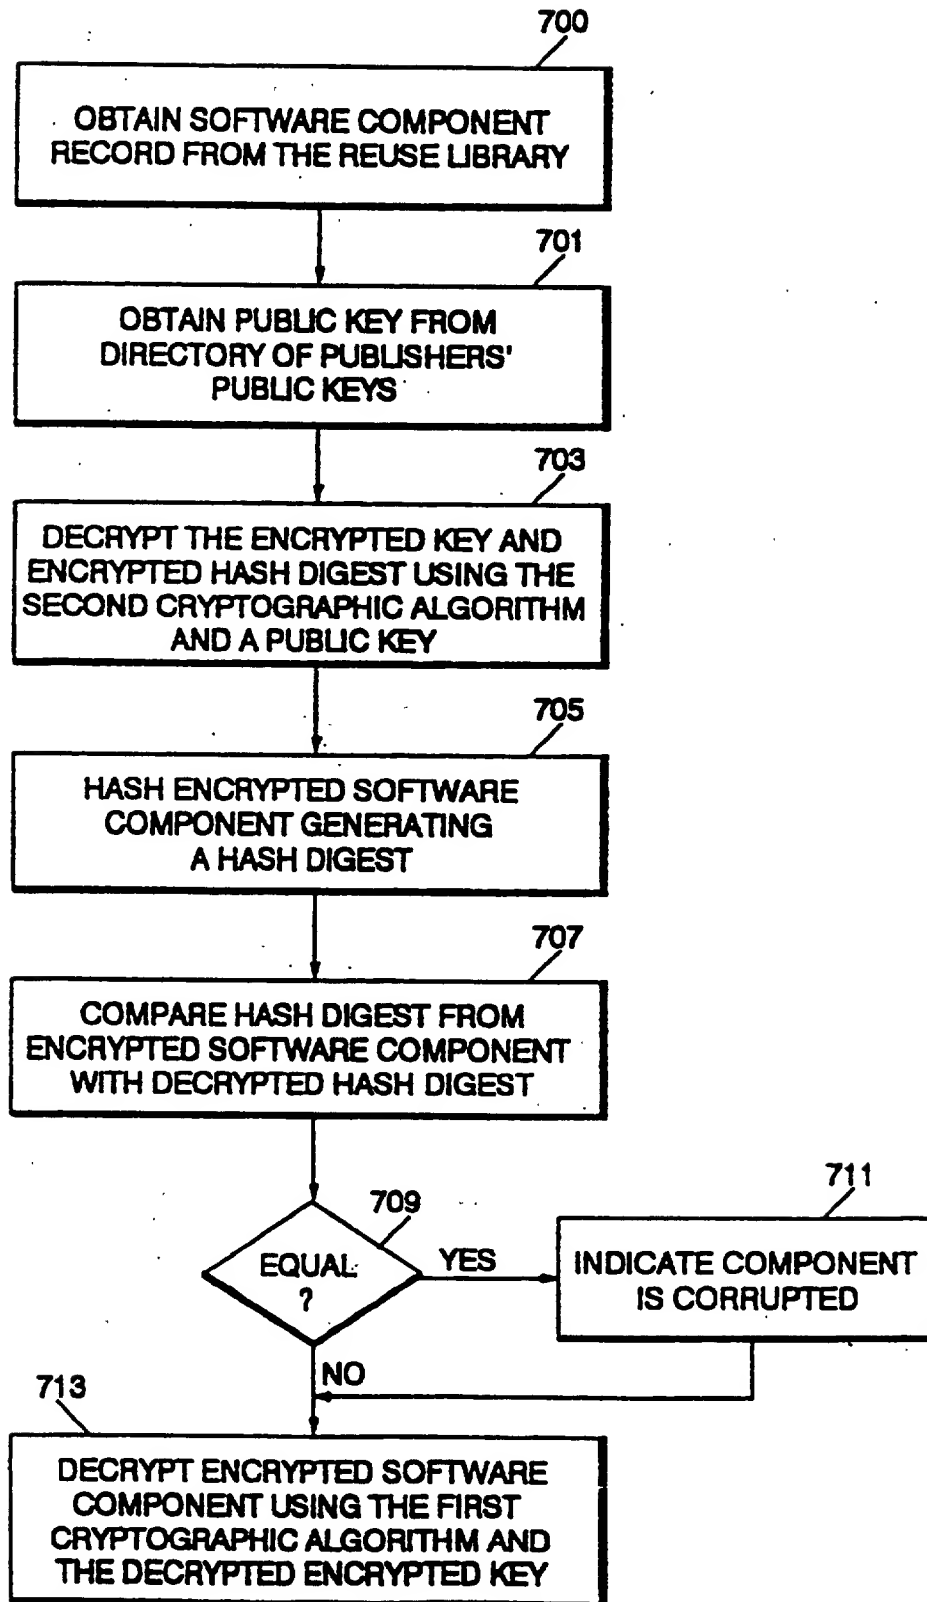 700
OBTAIN SOFTWARE COMPONENT
RECORD FROM THE REUSE LIBRARY
701
OBTAIN PUBLIC KEY FROM
DIRECTORY OF PUBLISHERS'
PUBLIC KEYS
703
DECRYPT THE ENCRYPTED KEY AND
ENCRYPTED HASH DIGEST USING THE
SECOND CRYPTOGRAPHIC ALGORITHM
AND A PUBLIC KEY
705
HASH ENCRYPTED SOFTWARE
COMPONENT GENERATING
A HASH DIGEST
707
COMPARE HASH DIGEST FROM
ENCRYPTED SOFTWARE COMPONENT
WITH DECRYPTED HASH DIGEST
709
EQUAL
?
YES
711
INDICATE COMPONENT
IS CORRUPTED
NO
713
DECRYPT ENCRYPTED SOFTWARE
COMPONENT USING THE FIRST
CRYPTOGRAPHIC ALGORITHM AND
THE DECRYPTED ENCRYPTED KEY